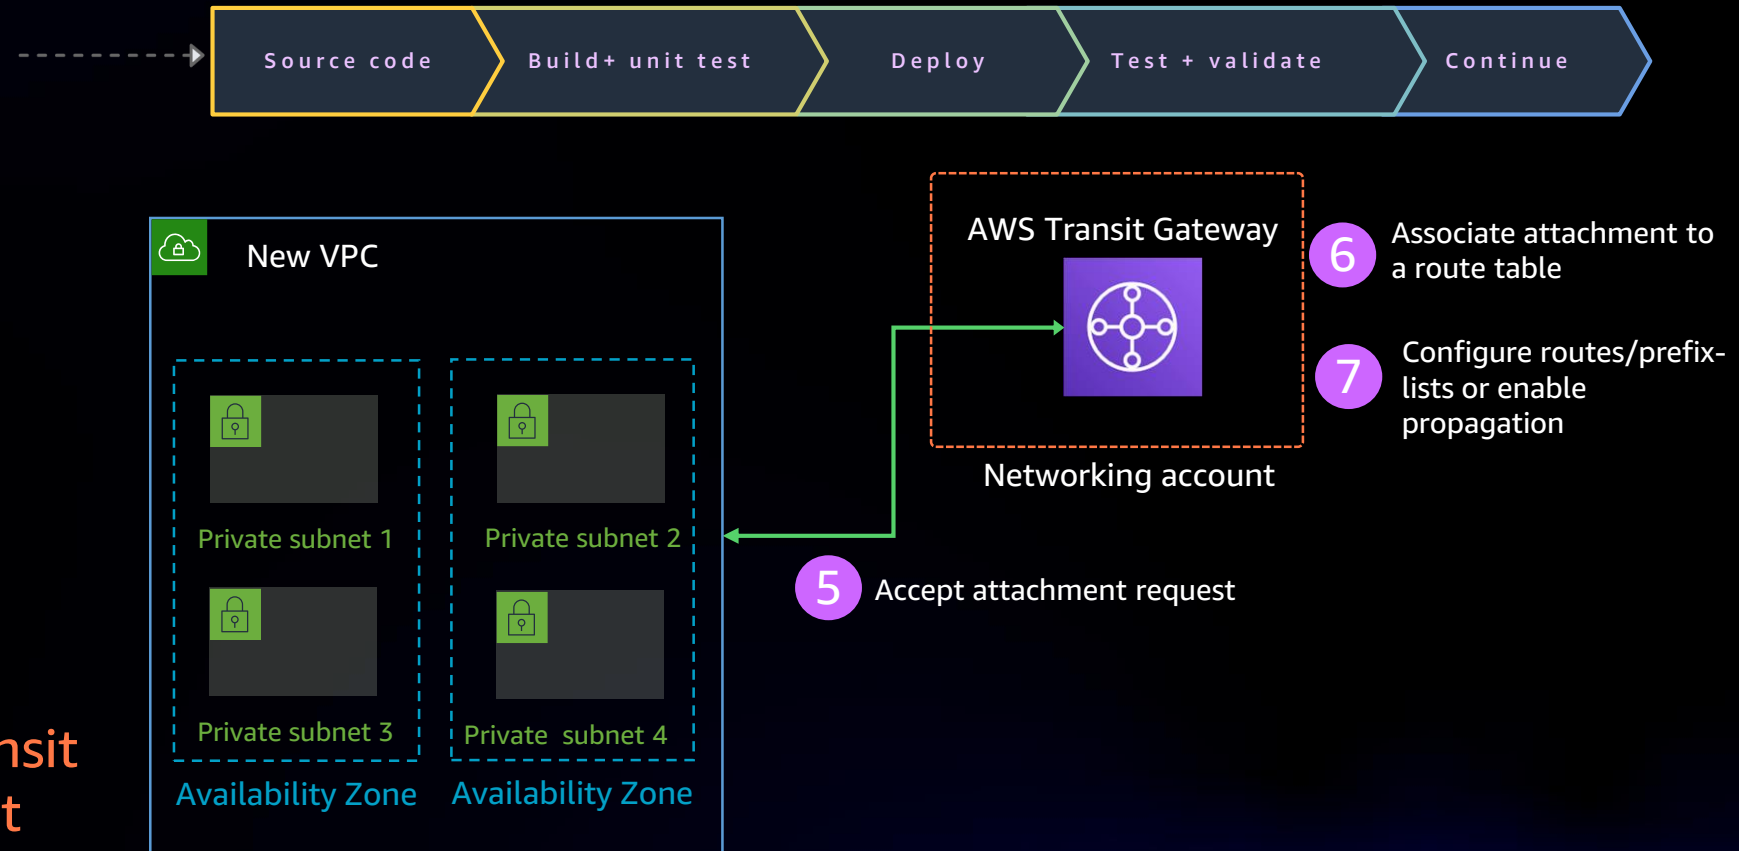 Source code
Build+ unit test
Deploy
Test + validate
Continue
New VPC
AWS Transit Gateway
6
Associate attachment to
a route table
7
Configure routes/prefix-
lists or enable
propagation
Networking account
Private subnet 1
Private subnet 2
5
Accept attachment request
Private subnet 3
Private  subnet 4
Availability Zone
Availability Zone